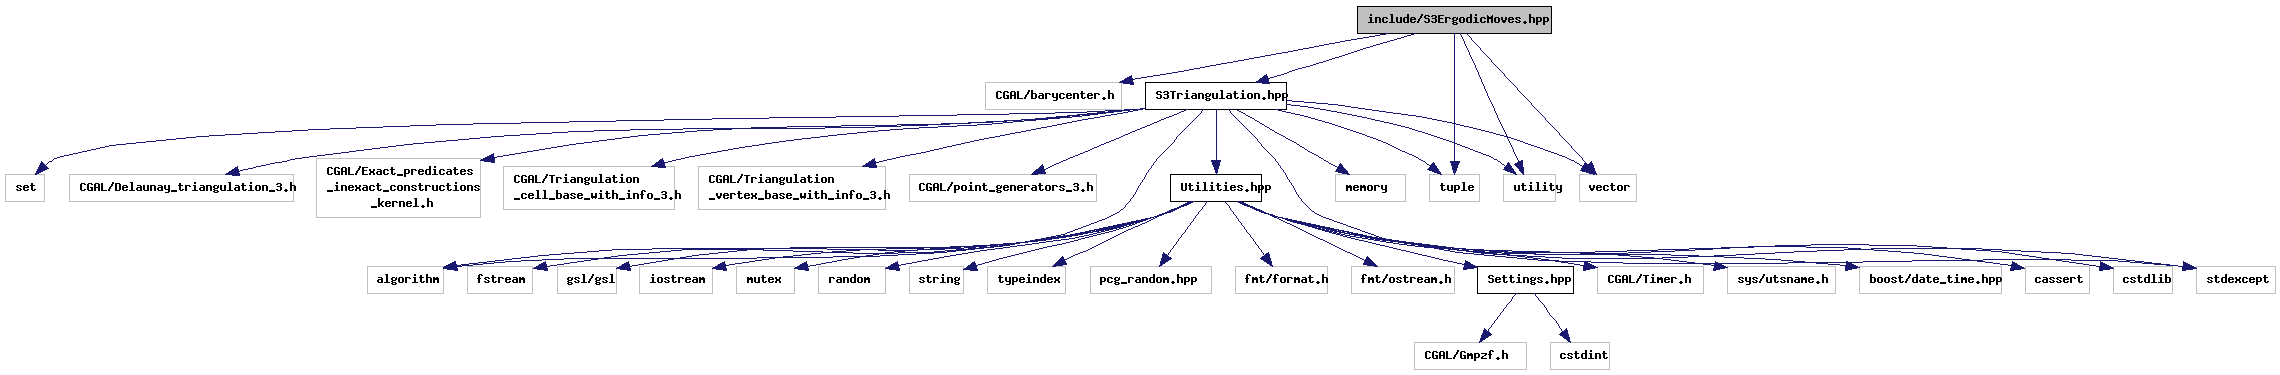 include/S3ErgodicMoves.hpp
CGAL/barycenter.h
S3Triangulation.hpp
set
CGAL/Delaunay_triangulation_3.h
CGAL/Exact_predicates
_inexact_constructions
_kernel.h
CGAL/Triangulation
_cell_base_with_info_3.h
CGAL/Triangulation
_vertex_base_with_info_3.h
CGAL/point_generators_3.h
Utilities.hpp
memory
tuple
utility
vector
algorithm
fstream
gsl/gsl
iostream
mutex
random
string
typeindex
pcg_random.hpp
fmt/format.h
fmt/ostream.h
Settings.hpp
CGAL/Timer.h
sys/utsname.h
boost/date_time.hpp
cassert
cstdlib
stdexcept
CGAL/Gmpzf.h
cstdint